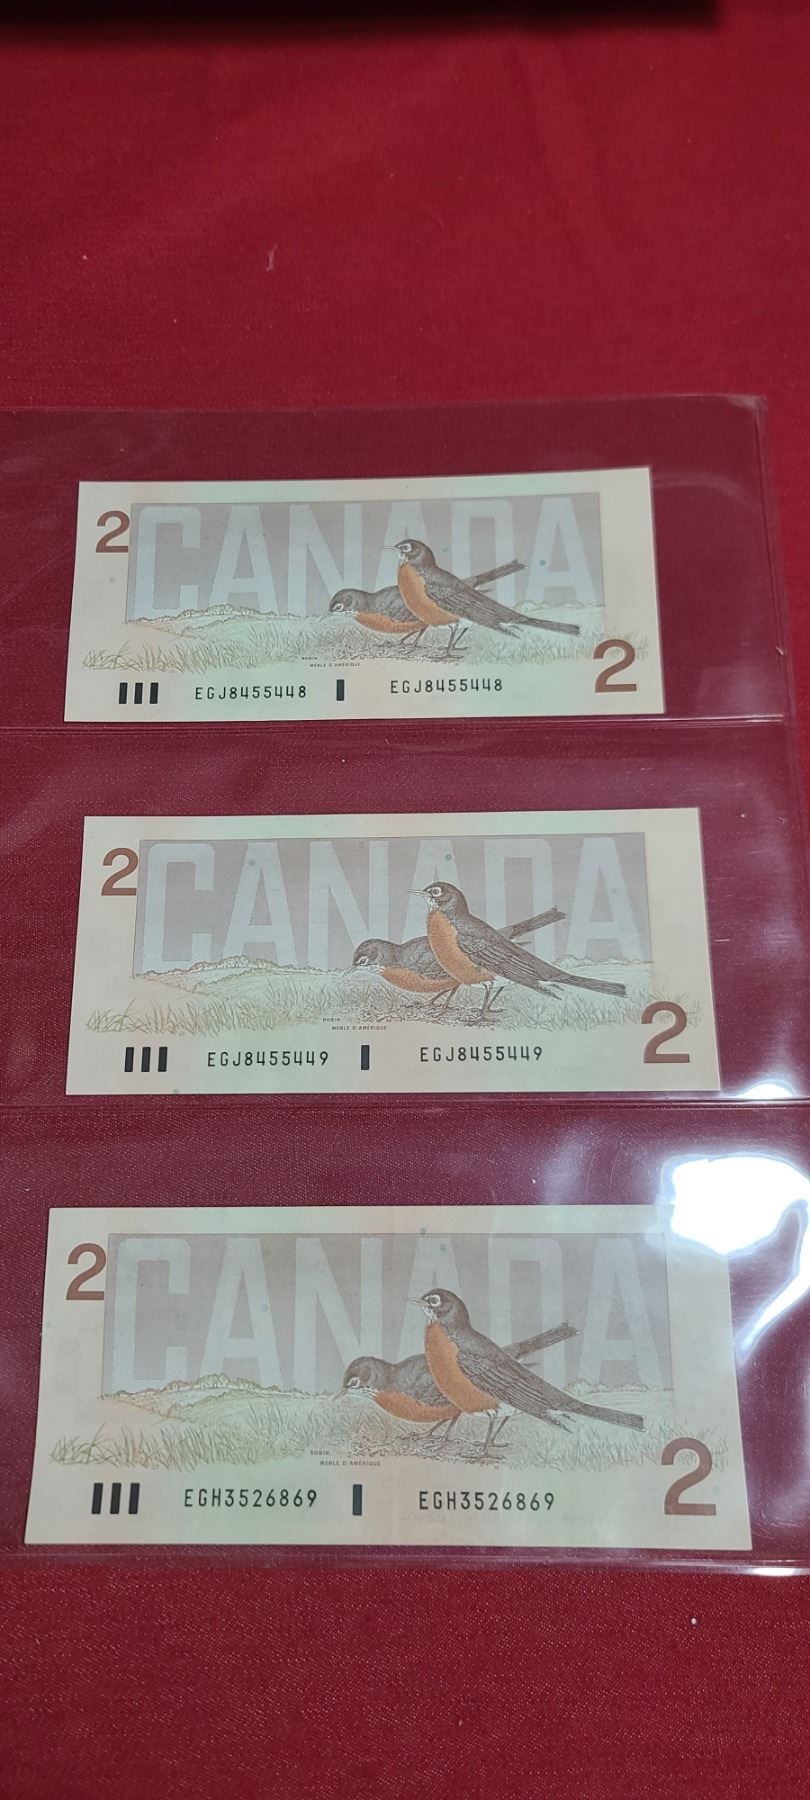 2 CANADA
ROBIN
MERLE D'AMÉRIQUE
2
EGJ8455448 EGJ8455448
2 CANADA
ROBIN
MERLE D'AMÉRIQUE
2
EGJ8455449 EGJ8455449
2 CANADA
ROBIN
MERLE D'AMÉRIQUE
2
EGH3526869 EGH3526869